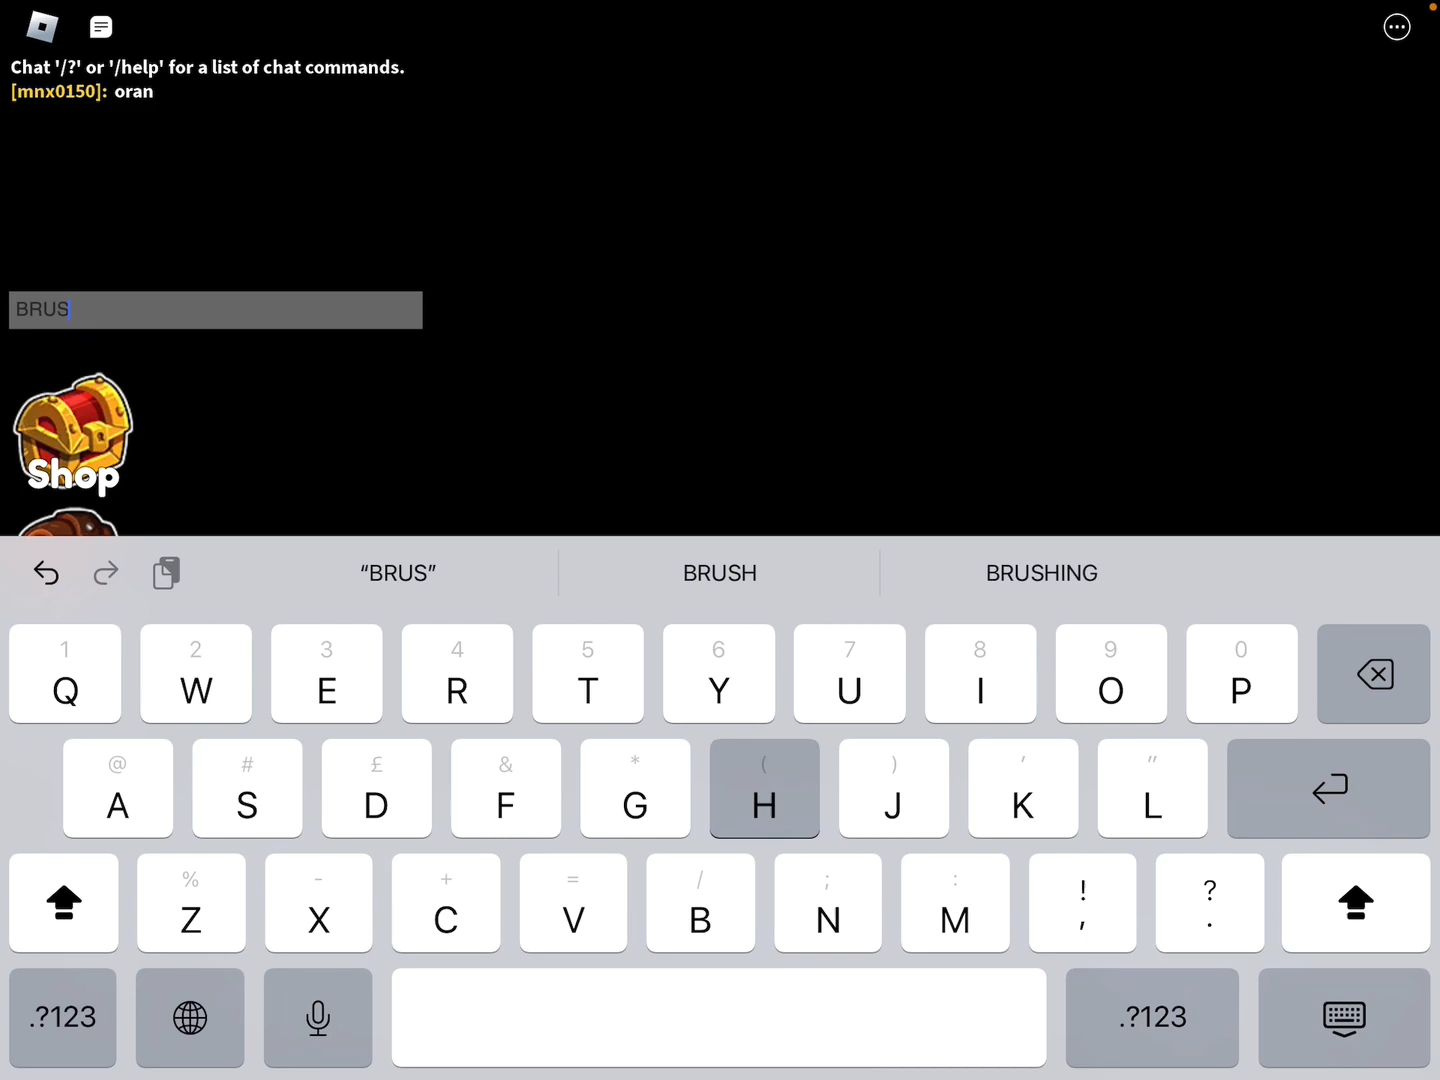 Chat '/?' or '/help' for a list of chat commands.
[mnx0150]: oran
BRUS
Shop
“BRUS” BRUSH BRUSHING
1 2 3 4 5 6 7 8 9 0
Q W E R T Y U I O P
@ # £ & * ( ) ' "
A S D F G H J K L
% - + = / ; : ! ?
Z X C V B N M , .
.?123 .?123